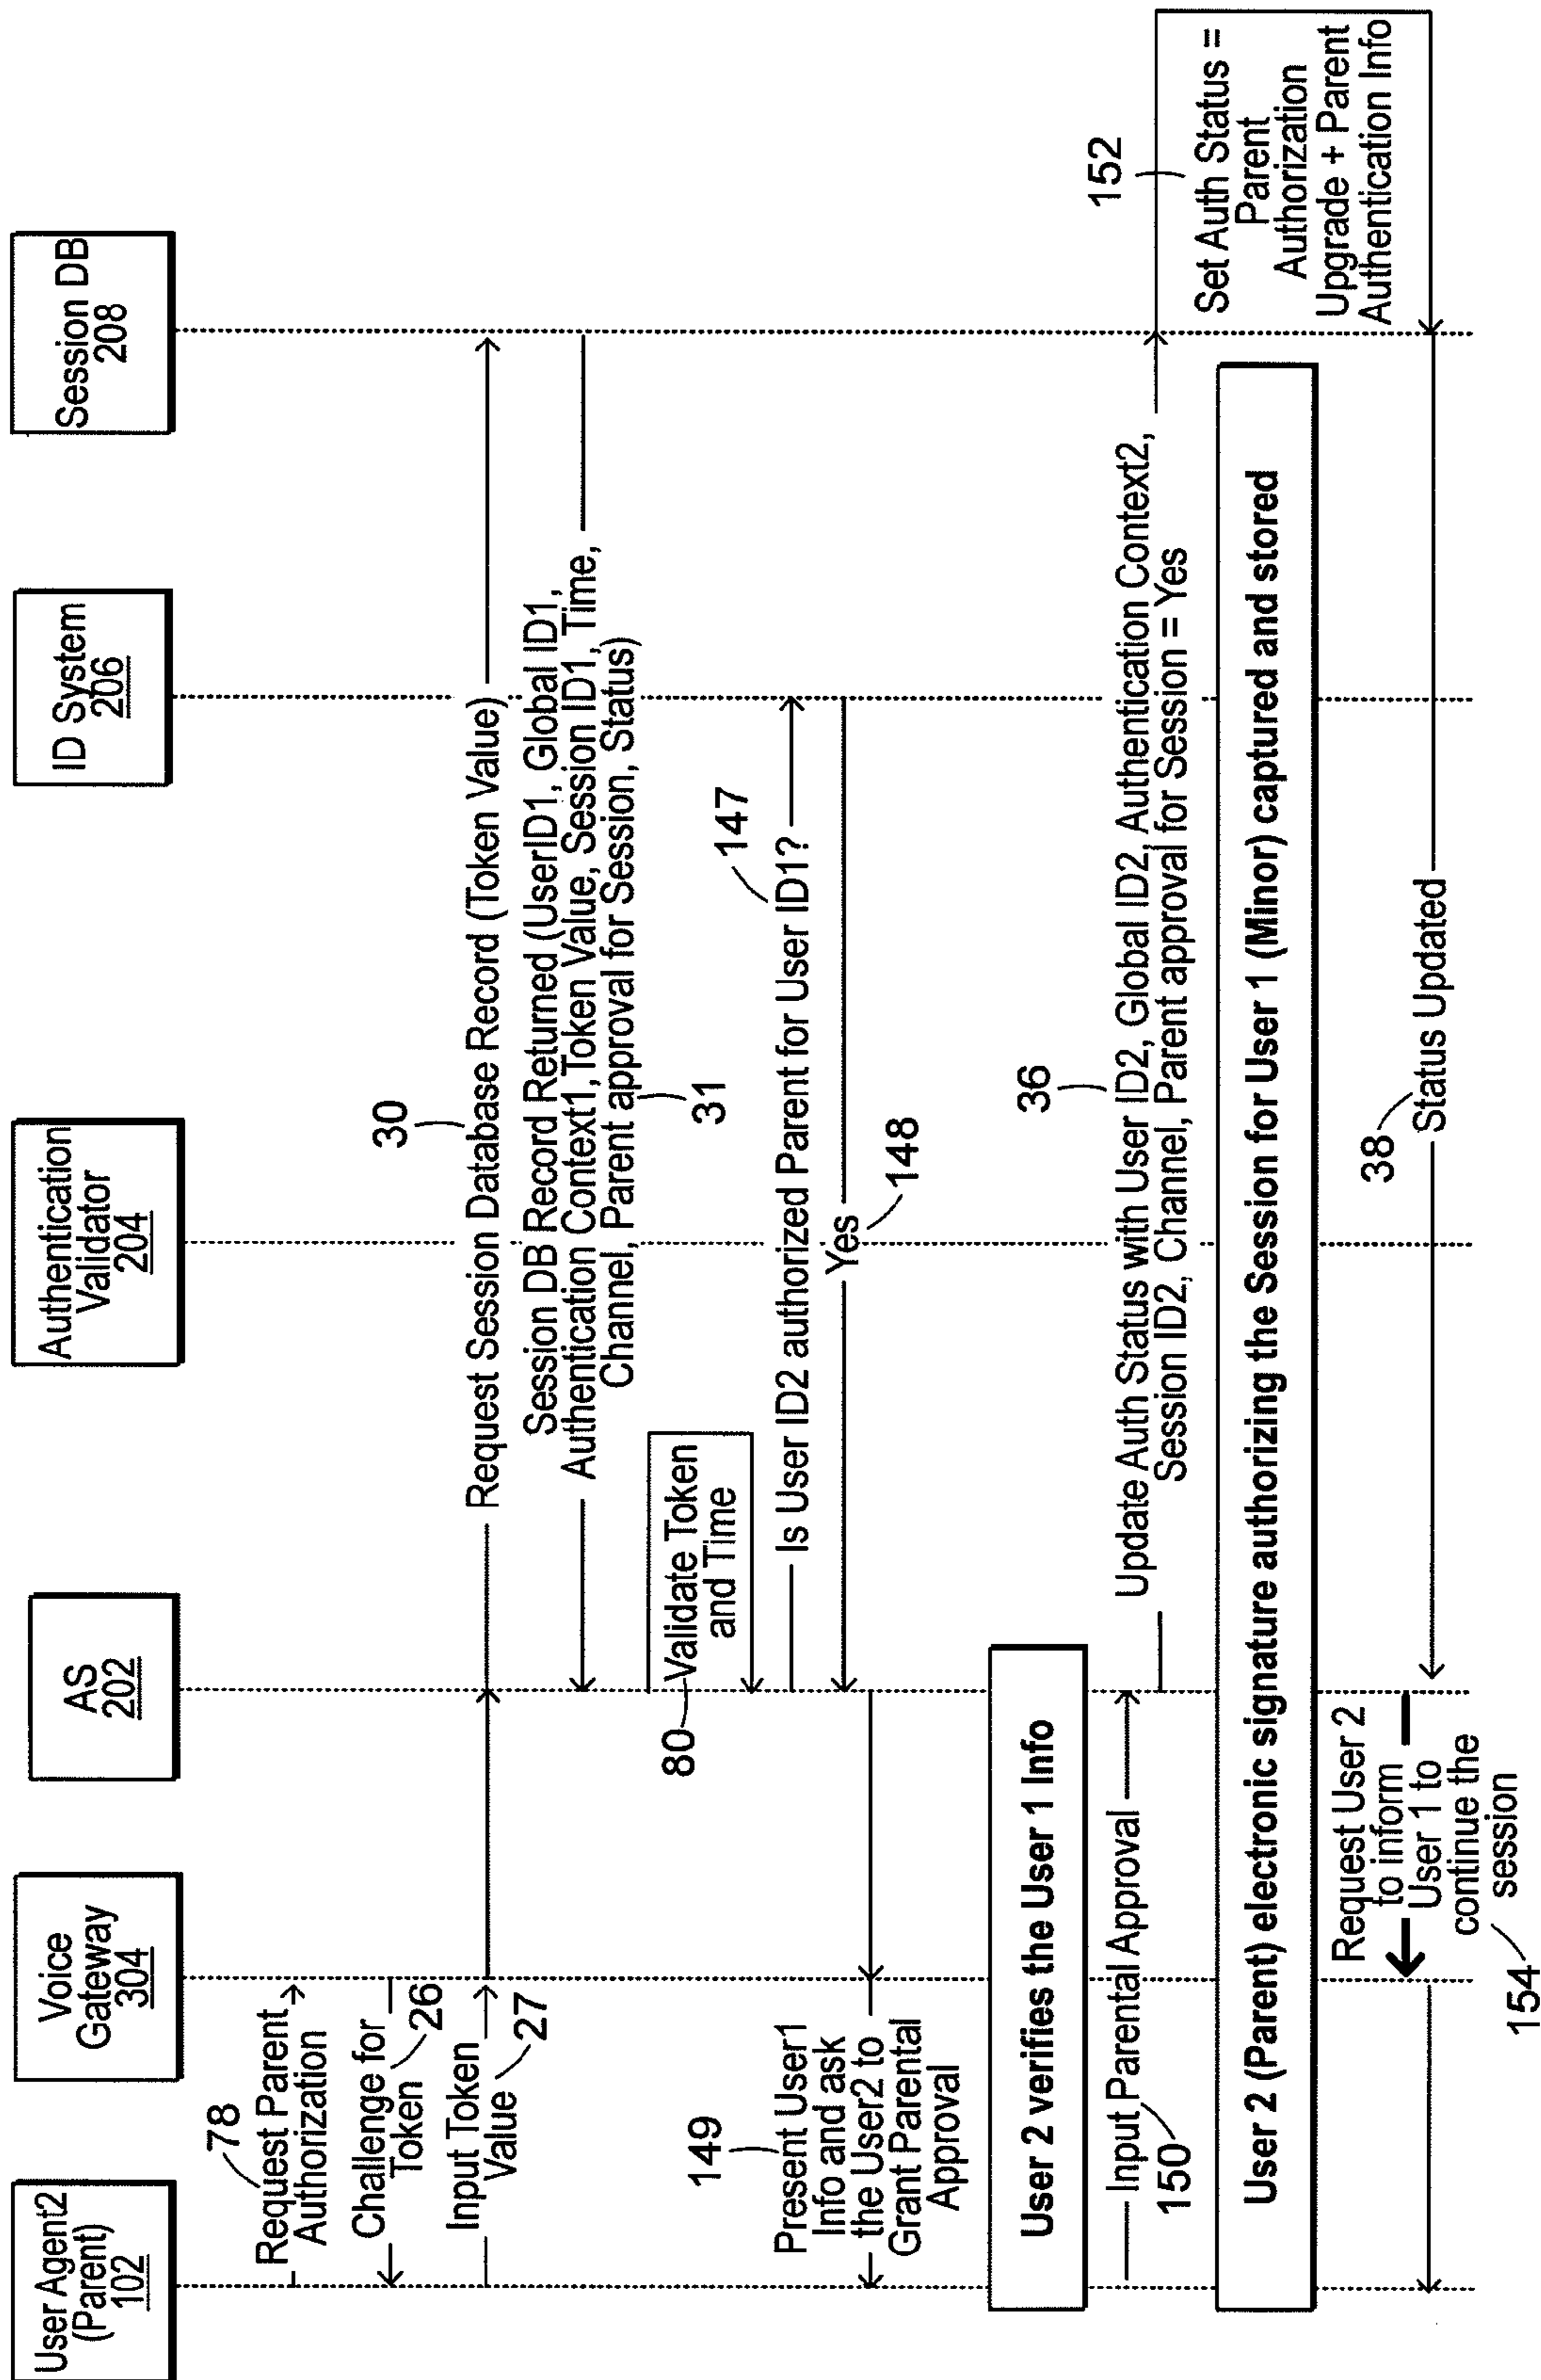 User Agent2
(Parent)
102
Voice
Gateway
304
AS
202
Authentication
Validator
204
ID System
206
Session DB
208
78
Request Parent
Authorization
Challenge for
Token
26
Input Token
Value
27
30
Request Session Database Record (Token Value)
Session DB Record Returned (UserID1, Global ID1,
Authentication Context1, Token Value, Session ID1, Time,
Channel, Parent approval for Session, Status)
31
80
Validate Token
and Time
147
Is User ID2 authorized Parent for User ID1?
Yes
148
149
Present User1
Info and ask
the User2 to
Grant Parental
Approval
User 2 verifies the User 1 Info
Input Parental Approval
150
36
Update Auth Status with User ID2, Global ID2, Authentication Context2,
Session ID2, Channel, Parent approval for Session = Yes
152
Set Auth Status =
Parent
Authorization
Upgrade + Parent
Authentication Info
User 2 (Parent) electronic signature authorizing the Session for User 1 (Minor) captured and stored
38
Status Updated
Request User 2
to inform
User 1 to
continue the
session
154